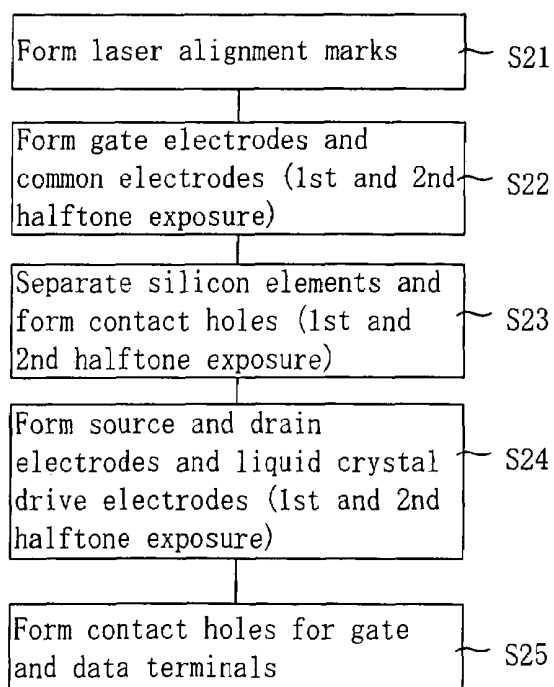 Form laser alignment marks
S21
Form gate electrodes and
common electrodes (1st and 2nd
halftone exposure)
S22
Separate silicon elements and
form contact holes (1st and
2nd halftone exposure)
S23
Form source and drain
electrodes and liquid crystal
drive electrodes (1st and 2nd
halftone exposure)
S24
Form contact holes for gate
and data terminals
S25